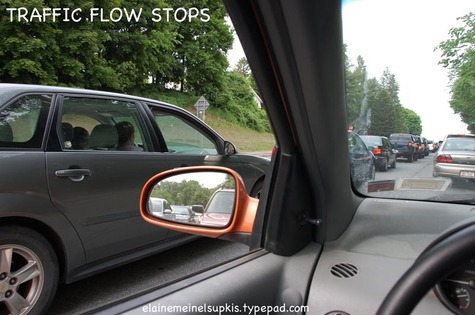 TRAFFIC FLOW STOPS
elainemeinelsupkis.typepad.com